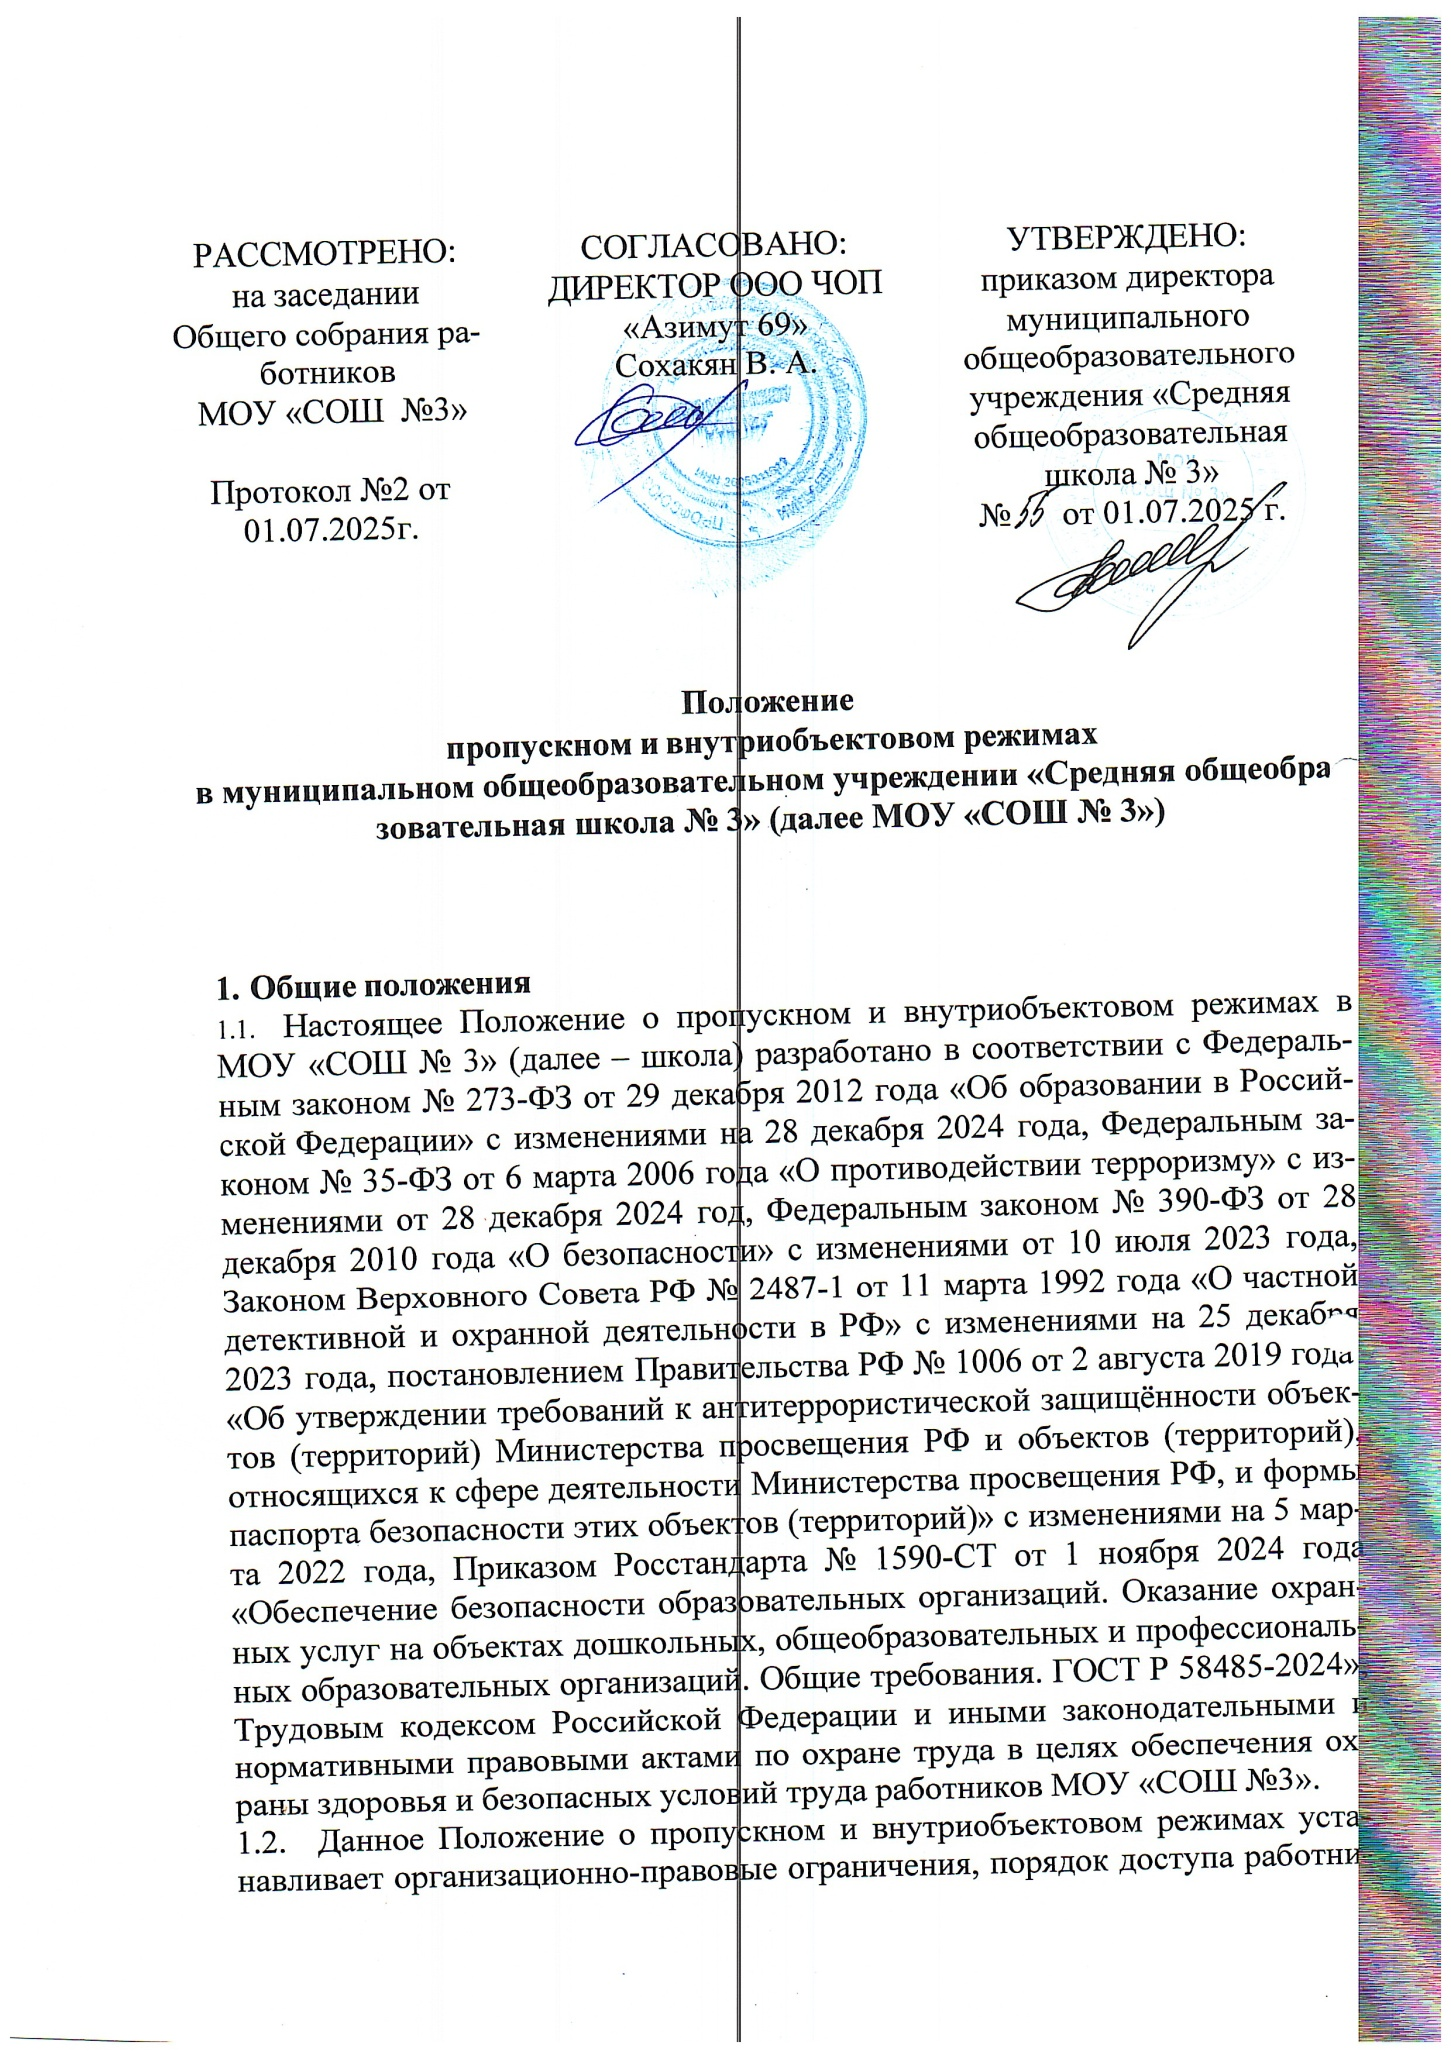 РАССМОТРЕНО:
на заседании
Общего собрания ра-
ботников
МОУ «СОШ №3»
Протокол №2 от
01.07.2025г.
СОГЛАСОВАНО:
ДИРЕКТОР ООО ЧОП
«Азимут 69»
Сохакян В. А.
УТВЕРЖДЕНО:
приказом директора
муниципального
общеобразовательного
учреждения «Средняя
общеобразовательная
школа № 3»
№ 55 от 01.07.2025 г.
Положение
пропускном и внутриобъектовом режимах
в муниципальном общеобразовательном учреждении «Средняя общеобра
зовательная школа № 3» (далее МОУ «СОШ № 3»)
1. Общие положения
1.1. Настоящее Положение о пропускном и внутриобъектовом режимах в
МОУ «СОШ № 3» (далее – школа) разработано в соответствии с Федераль-
ным законом № 273-ФЗ от 29 декабря 2012 года «Об образовании в Россий-
ской Федерации» с изменениями на 28 декабря 2024 года, Федеральным за-
коном № 35-ФЗ от 6 марта 2006 года «О противодействии терроризму» с из-
менениями от 28 декабря 2024 год, Федеральным законом № 390-ФЗ от 28
декабря 2010 года «О безопасности» с изменениями от 10 июля 2023 года,
Законом Верховного Совета РФ № 2487-1 от 11 марта 1992 года «О частной
детективной и охранной деятельности в РФ» с изменениями на 25 декабря
2023 года, постановлением Правительства РФ № 1006 от 2 августа 2019 года
«Об утверждении требований к антитеррористической защищённости объек-
тов (территорий) Министерства просвещения РФ и объектов (территорий),
относящихся к сфере деятельности Министерства просвещения РФ, и формы
паспорта безопасности этих объектов (территорий)» с изменениями на 5 мар-
та 2022 года, Приказом Росстандарта № 1590-СТ от 1 ноября 2024 года
«Обеспечение безопасности образовательных организаций. Оказание охран-
ных услуг на объектах дошкольных, общеобразовательных и профессиональ-
ных образовательных организаций. Общие требования. ГОСТ Р 58485-2024»,
Трудовым кодексом Российской Федерации и иными законодательными и
нормативными правовыми актами по охране труда в целях обеспечения ох
раны здоровья и безопасных условий труда работников МОУ «СОШ №3».
1.2. Данное Положение о пропускном и внутриобъектовом режимах уста
навливает организационно-правовые ограничения, порядок доступа работни